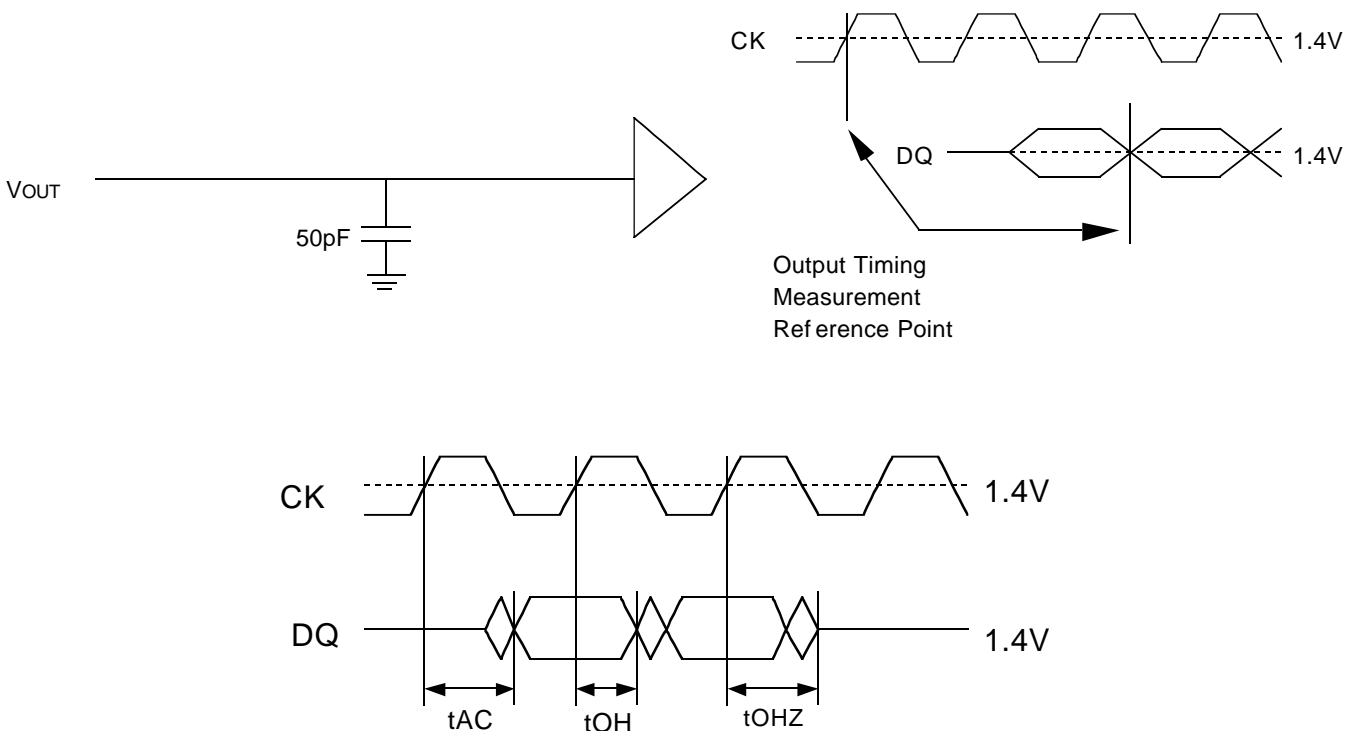 CK
1.4V
DQ
1.4V
VOUT
50pF
Output Timing
Measurement
Ref erence Point
CK
1.4V
DQ
1.4V
tAC
tOH
tOHZ